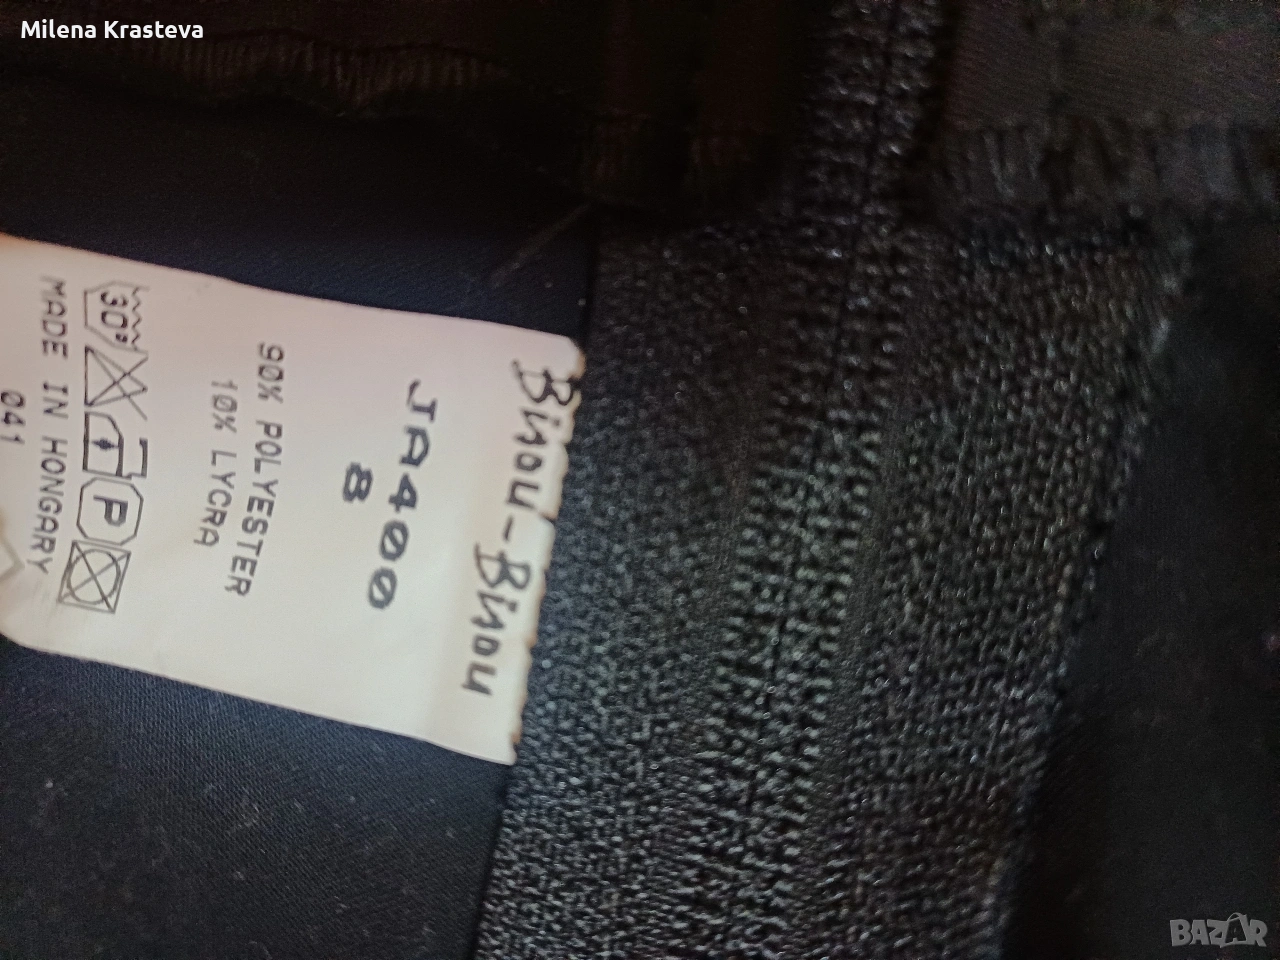 Milena Krasteva
Bijou-Bijou
JA400
8
90% POLYESTER
10% LYCRA
30°
P
MADE IN HONGARY
041
BAZAR